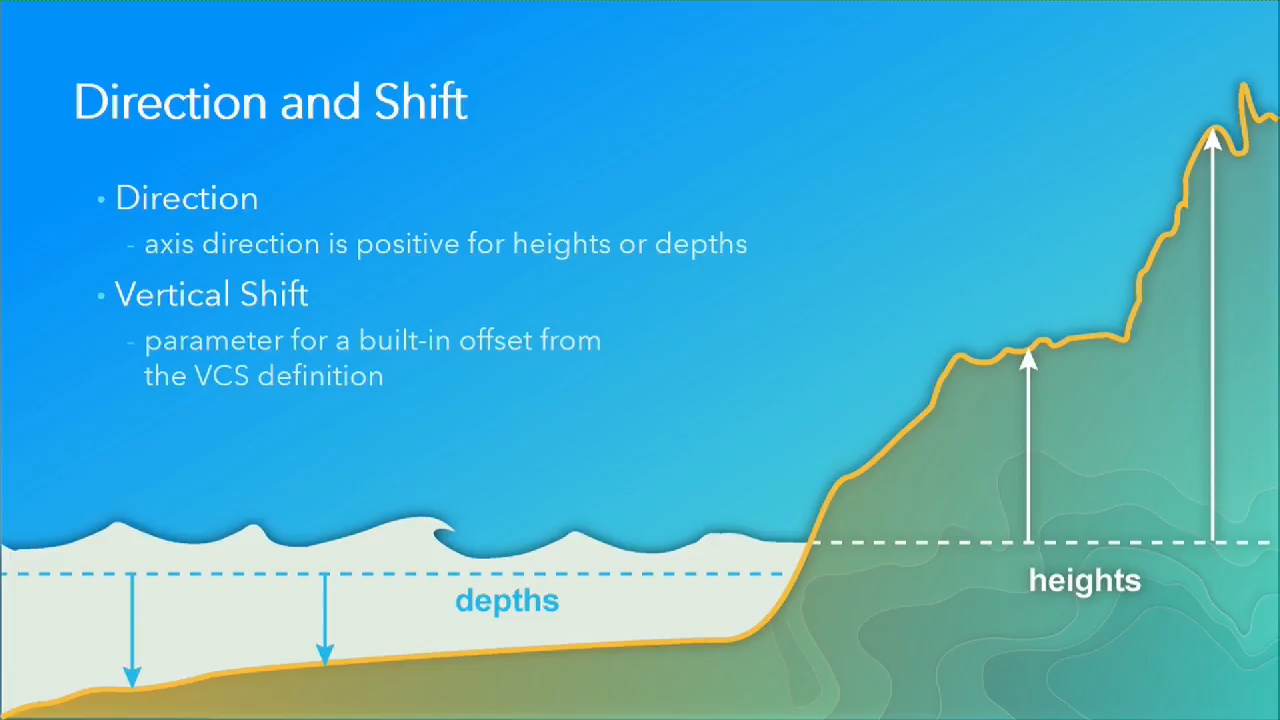 Direction and Shift
• Direction
- axis direction is positive for heights or depths
• Vertical Shift
- parameter for a built-in offset from
the VCS definition
depths
heights